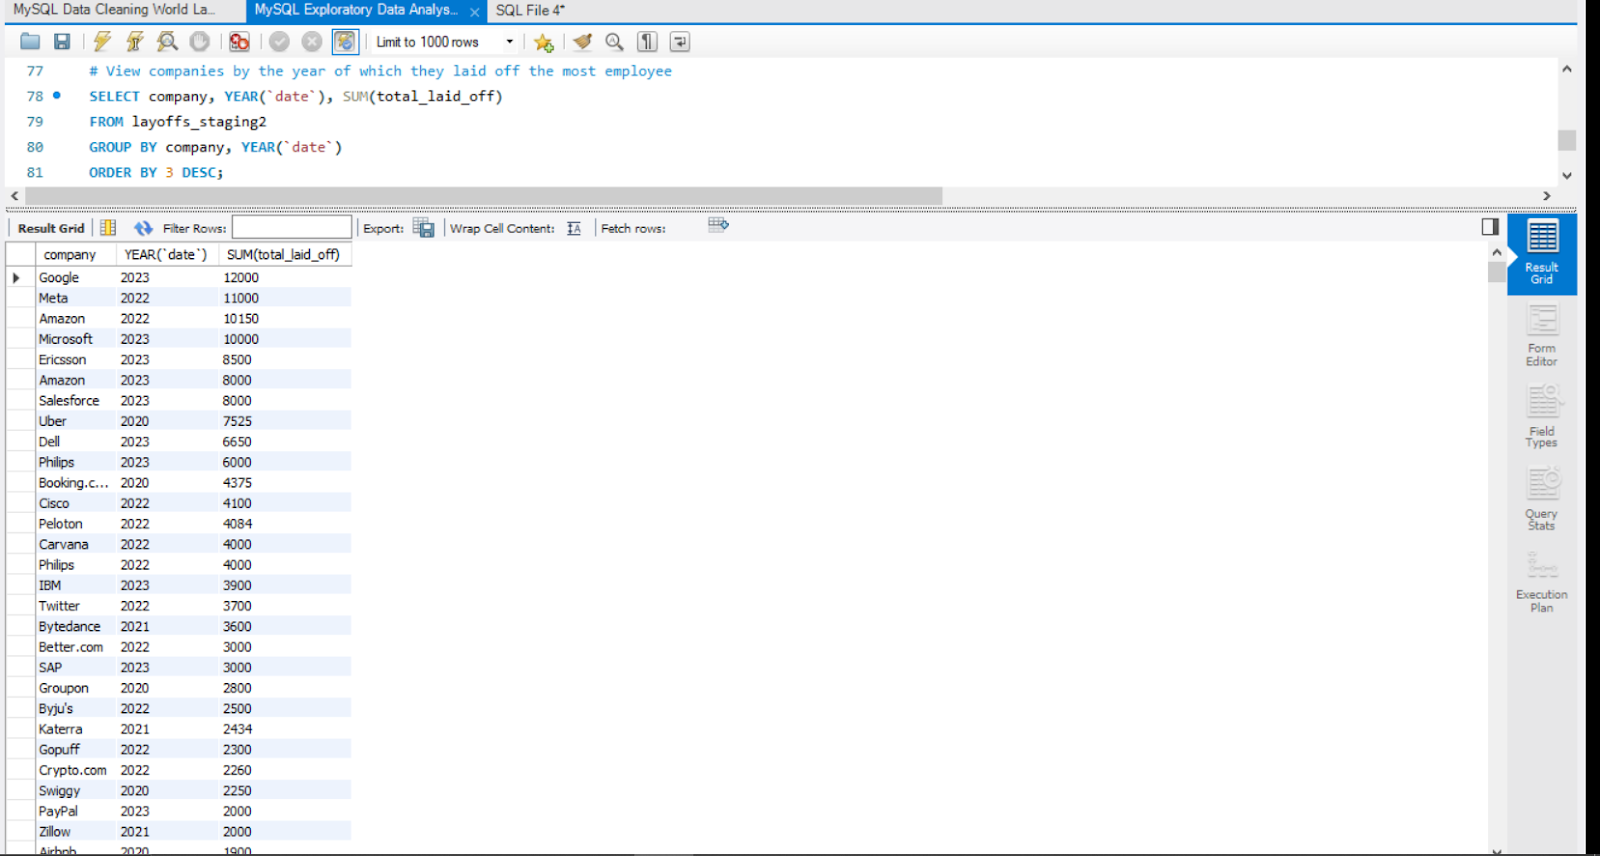 MySQL Data Cleaning World La...
MySQL Exploratory Data Analys...
SQL File 4*
Limit to 1000 rows
77 # View companies by the year of which they laid off the most employee
78 SELECT company, YEAR(`date`), SUM(total_laid_off)
79 FROM layoffs_staging2
80 GROUP BY company, YEAR(`date`)
81 ORDER BY 3 DESC;
Result Grid Filter Rows: Export: Wrap Cell Content: Fetch rows:
company YEAR(`date`) SUM(total_laid_off)
Google 2023 12000
Meta 2022 11000
Amazon 2022 10150
Microsoft 2023 10000
Ericsson 2023 8500
Amazon 2023 8000
Salesforce 2023 8000
Uber 2020 7525
Dell 2023 6650
Philips 2023 6000
Booking.c... 2020 4375
Cisco 2022 4100
Peloton 2022 4084
Carvana 2022 4000
Philips 2022 4000
IBM 2023 3900
Twitter 2022 3700
Bytedance 2021 3600
Better.com 2022 3000
SAP 2023 3000
Groupon 2020 2800
Byju's 2022 2500
Katerra 2021 2434
Gopuff 2022 2300
Crypto.com 2022 2260
Swiggy 2020 2250
PayPal 2023 2000
Zillow 2021 2000
Airbnb 2020 1900
Result
Grid
Form
Editor
Field
Types
Query
Stats
Execution
Plan